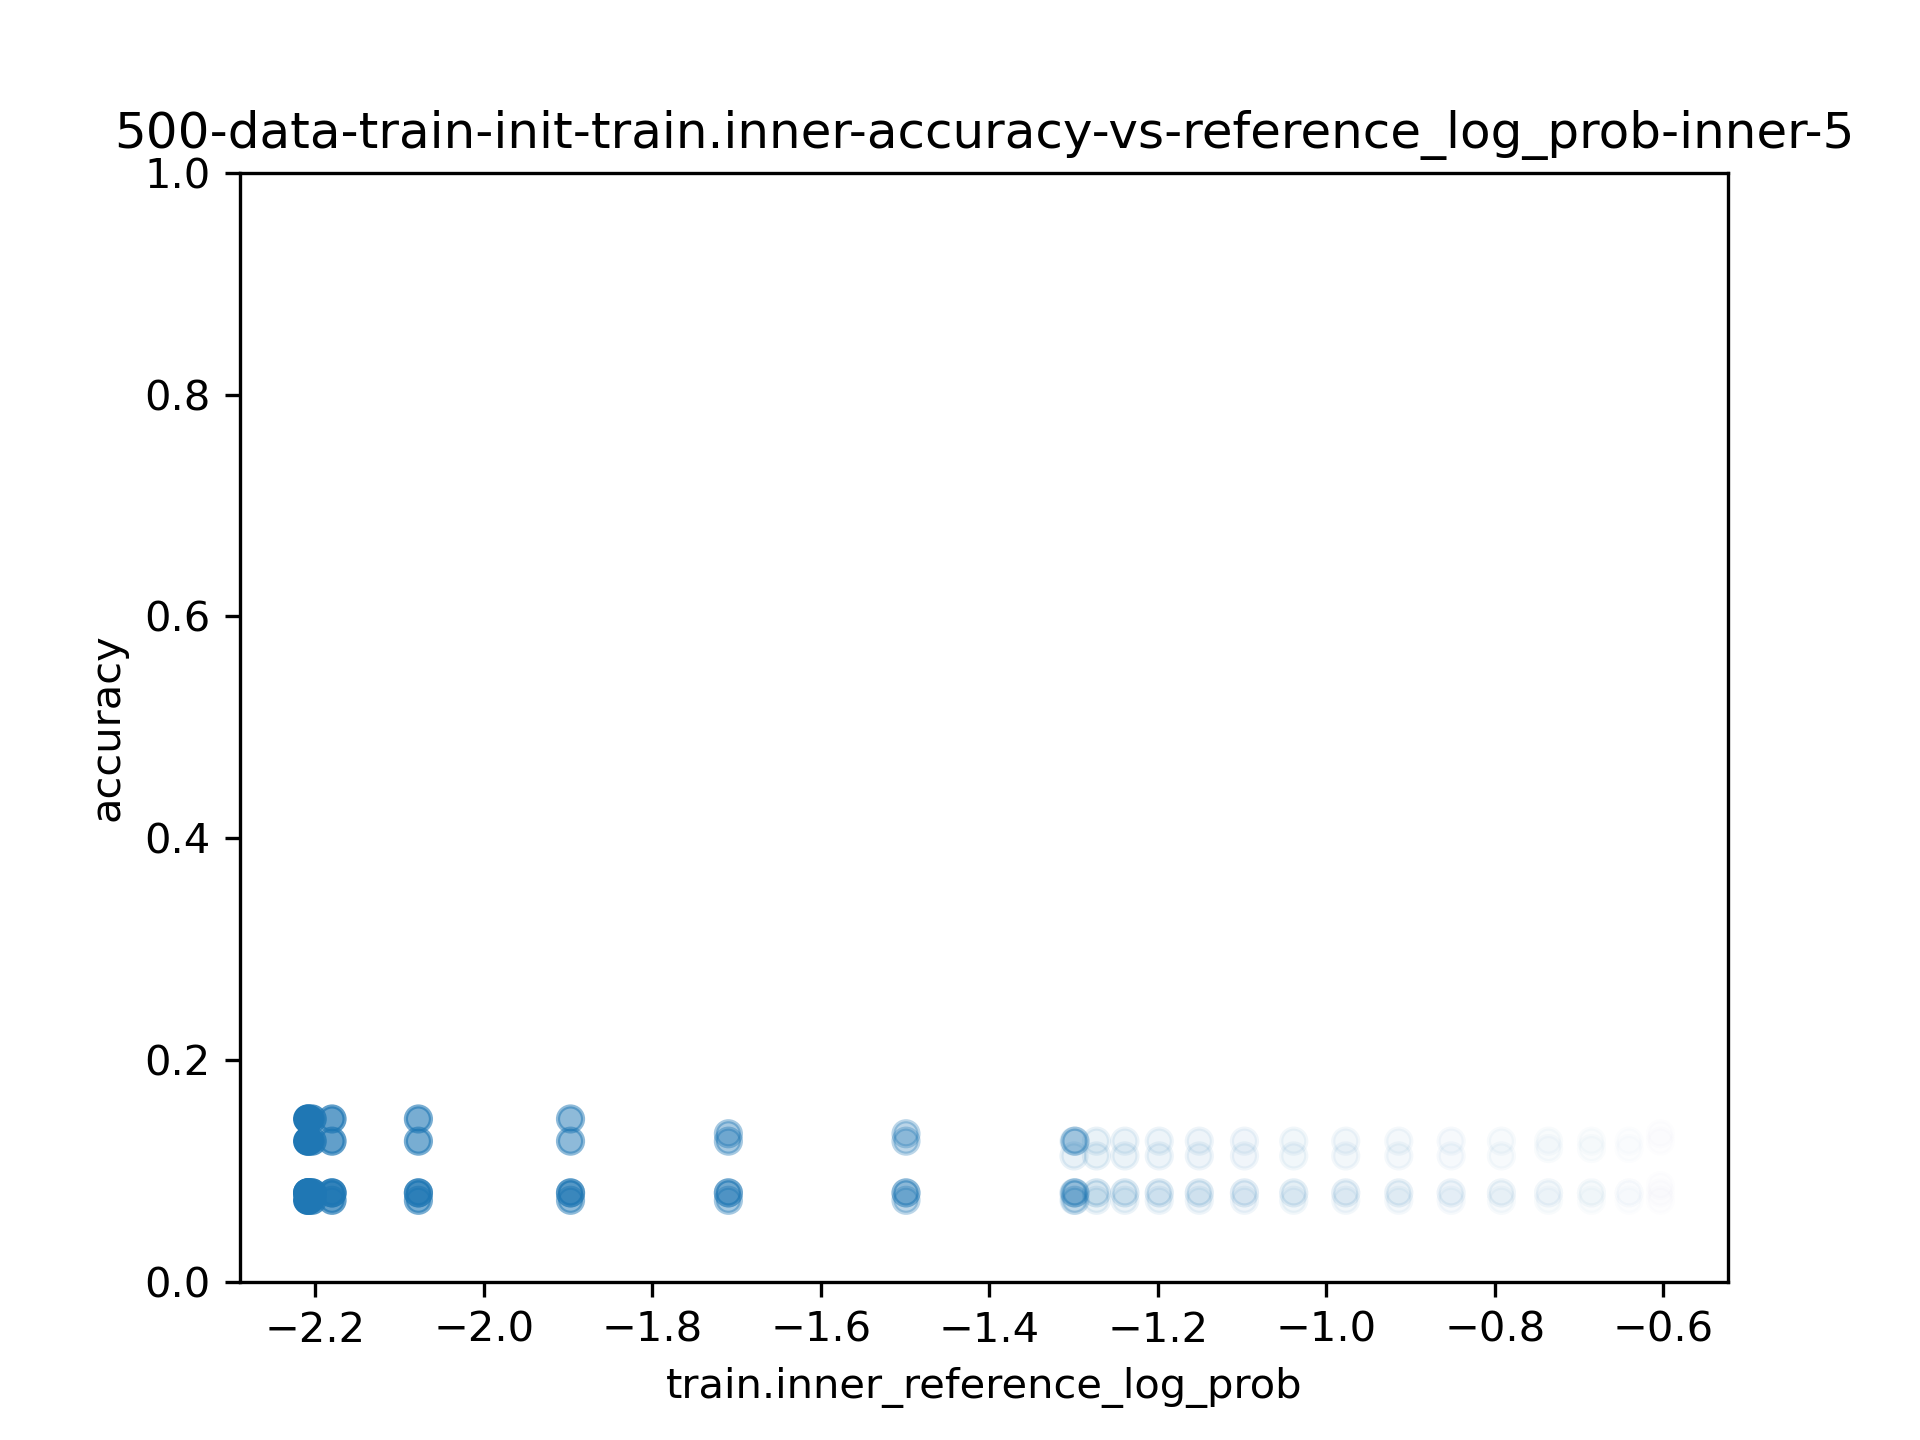 500-data-train-init-train.inner-accuracy-vs-reference_log_prob-inner-5
1.0
0.8
0.6
0.4
0.2
0.0
accuracy
−2.2 −2.0 −1.8 −1.6 −1.4 −1.2 −1.0 −0.8 −0.6
train.inner_reference_log_prob